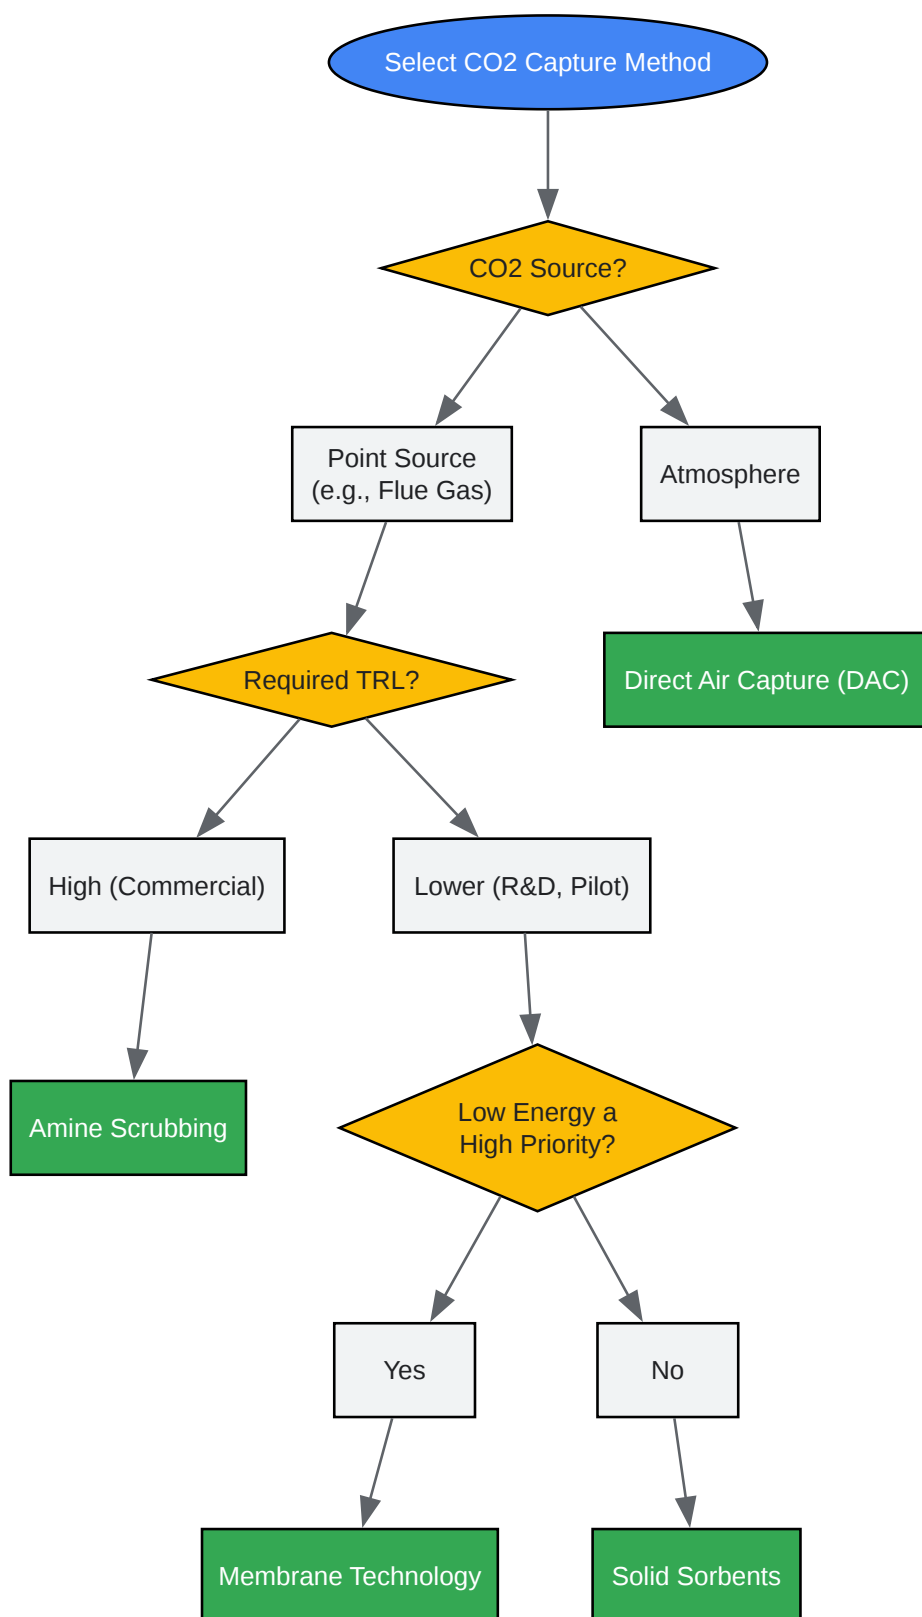 Select CO2 Capture Method
CO2 Source?
Point Source
(e.g., Flue Gas)
Atmosphere
Required TRL?
Direct Air Capture (DAC)
High (Commercial)
Lower (R&D, Pilot)
Amine Scrubbing
Low Energy a
High Priority?
Yes
No
Membrane Technology
Solid Sorbents